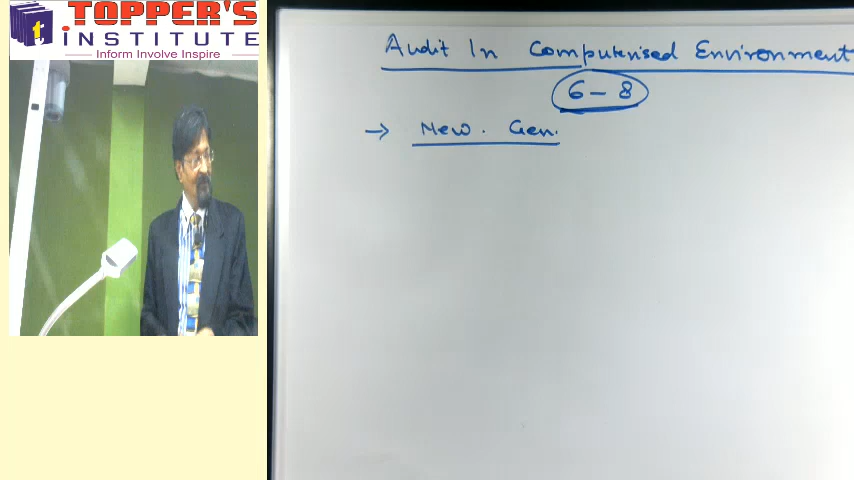 TOPPER'S
t iNSTITUTE
Inform Involve Inspire
Audit In Computerised Environment
6 - 8
→ New. Gen.